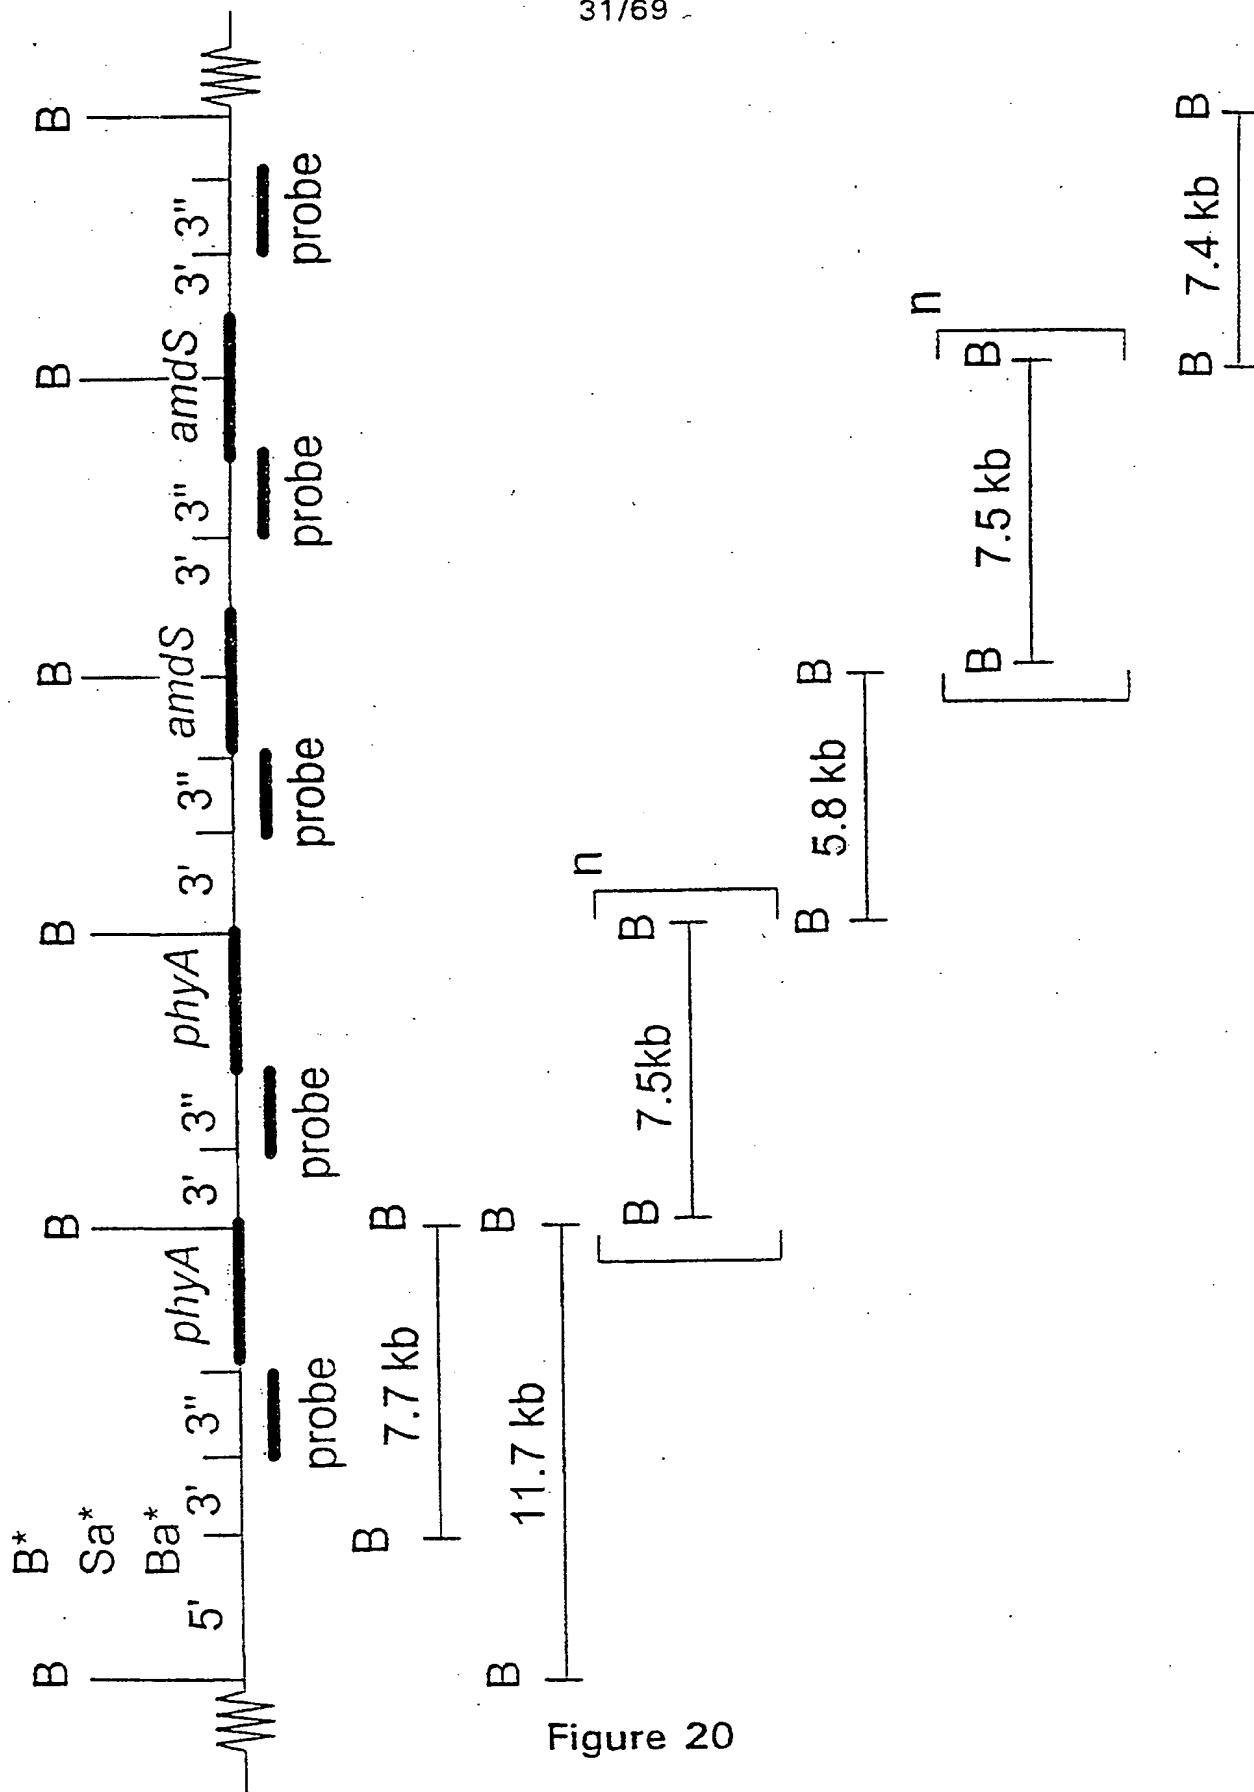 31/69
B*
B B B B B B
Sa*
Ba*
5' 3' 3" phyA 3' 3" phyA 3' 3" amdS 3' 3" amdS 3' 3"
probe probe probe probe probe
B 7.7 kb B
B 11.7 kb B
n
B 7.5kb B
B 5.8 kb B
n
B 7.5 kb B
B 7.4 kb B
Figure 20